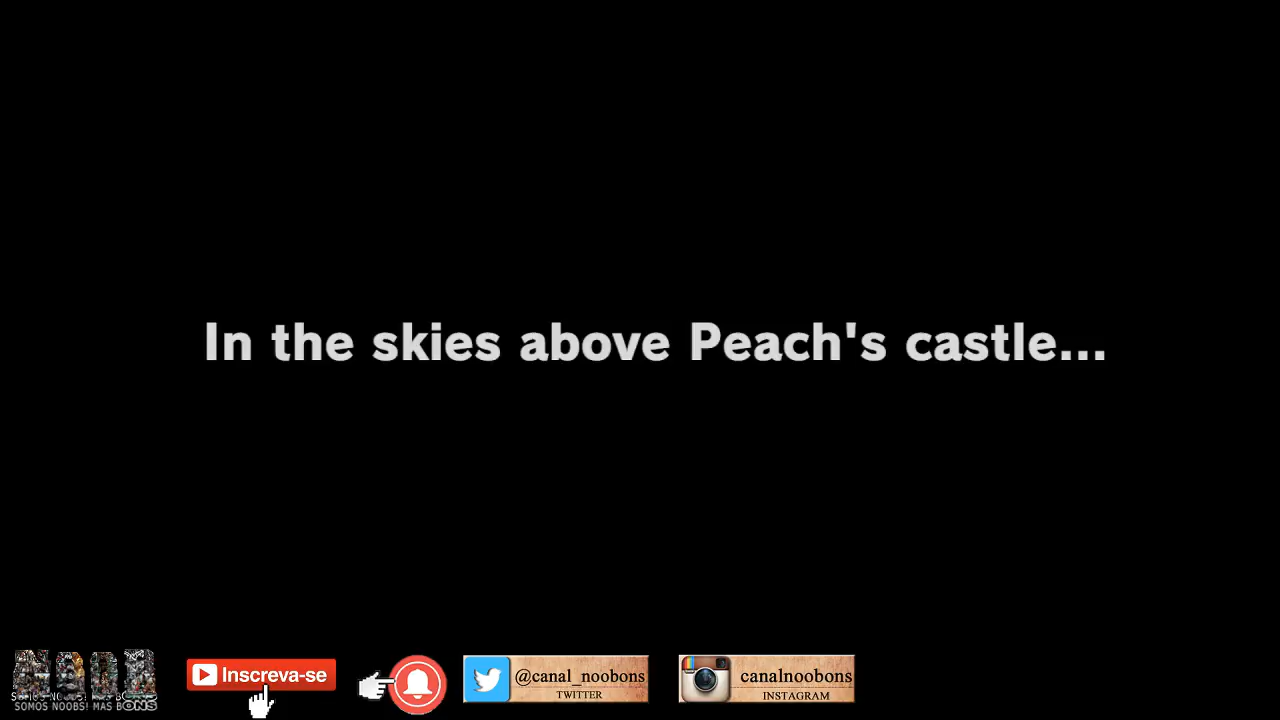 In the skies above Peach's castle...
Inscreva-se
@canal_noobons
TWITTER
canalnoobons
INSTAGRAM
SOMOS NOOBS! MAS BONS